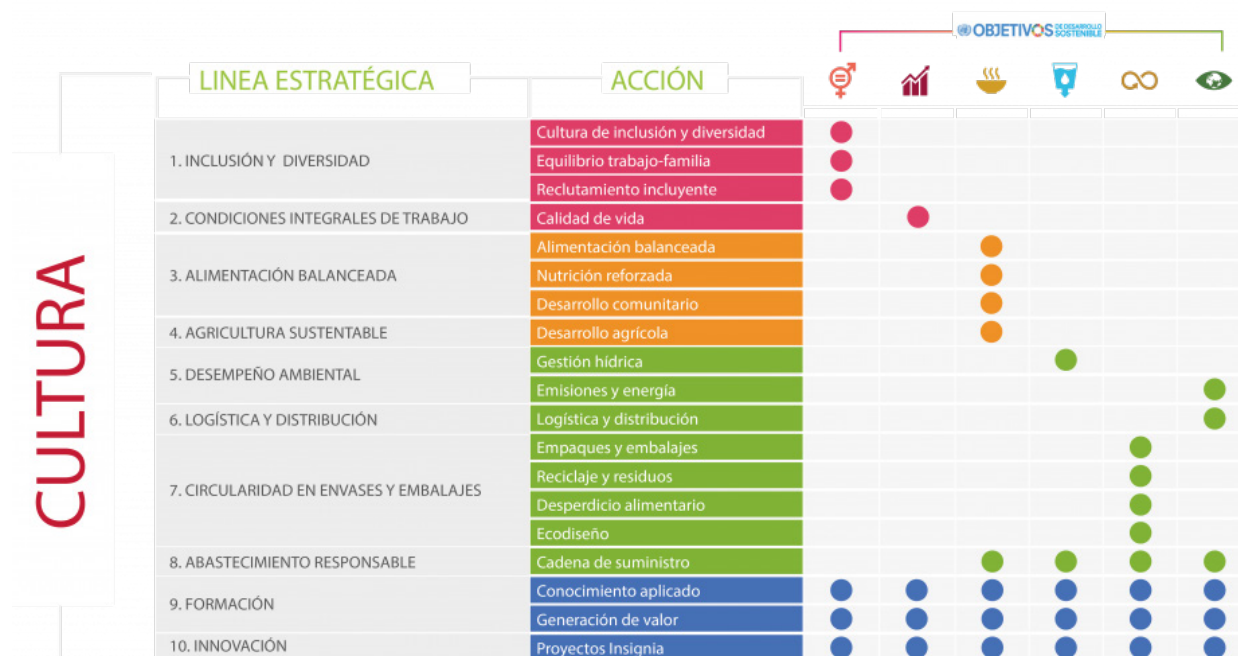 OBJETIVOS DE DESARROLLO SOSTENIBLE
LINEA ESTRATÉGICA
ACCIÓN
CULTURA
1. INCLUSIÓN Y DIVERSIDAD
Cultura de inclusión y diversidad
Equilibrio trabajo-familia
Reclutamiento incluyente
2. CONDICIONES INTEGRALES DE TRABAJO
Calidad de vida
3. ALIMENTACIÓN BALANCEADA
Alimentación balanceada
Nutrición reforzada
Desarrollo comunitario
4. AGRICULTURA SUSTENTABLE
Desarrollo agrícola
5. DESEMPEÑO AMBIENTAL
Gestión hídrica
Emisiones y energía
6. LOGÍSTICA Y DISTRIBUCIÓN
Logística y distribución
7. CIRCULARIDAD EN ENVASES Y EMBALAJES
Empaques y embalajes
Reciclaje y residuos
Desperdicio alimentario
Ecodiseño
8. ABASTECIMIENTO RESPONSABLE
Cadena de suministro
9. FORMACIÓN
Conocimiento aplicado
Generación de valor
10. INNOVACIÓN
Proyectos Insignia